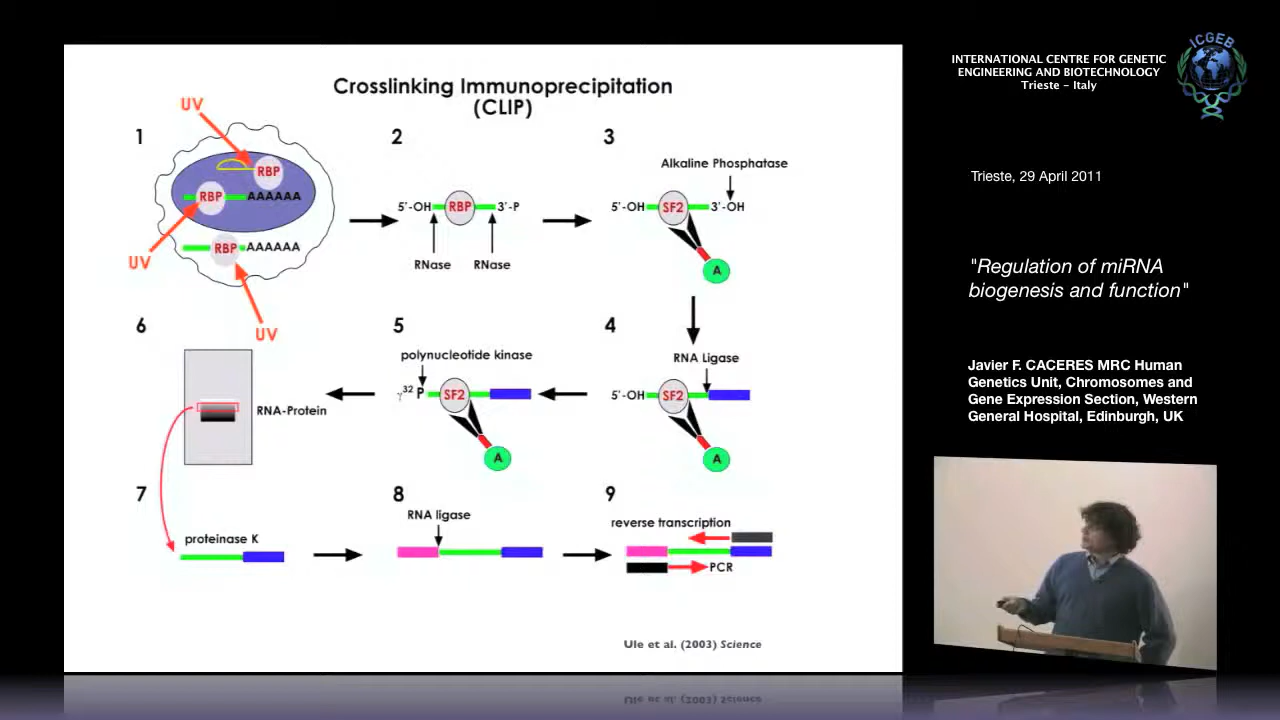 Crosslinking Immunoprecipitation
(CLIP)
UV
1
RBP
RBP
AAAAAA
RBP
AAAAAA
UV
UV
2
5'-OH
RBP
3'-P
RNase
RNase
3
Alkaline Phosphatase
5'-OH
SF2
3'-OH
A
4
RNA Ligase
5'-OH
SF2
A
5
polynucleotide kinase
γ32 P
SF2
A
6
RNA-Protein
7
proteinase K
8
RNA ligase
9
reverse transcription
PCR
Ule et al. (2003) Science
ICGEB
INTERNATIONAL CENTRE FOR GENETIC
ENGINEERING AND BIOTECHNOLOGY
Trieste - Italy
Trieste, 29 April 2011
"Regulation of miRNA
biogenesis and function"
Javier F. CACERES MRC Human
Genetics Unit, Chromosomes and
Gene Expression Section, Western
General Hospital, Edinburgh, UK